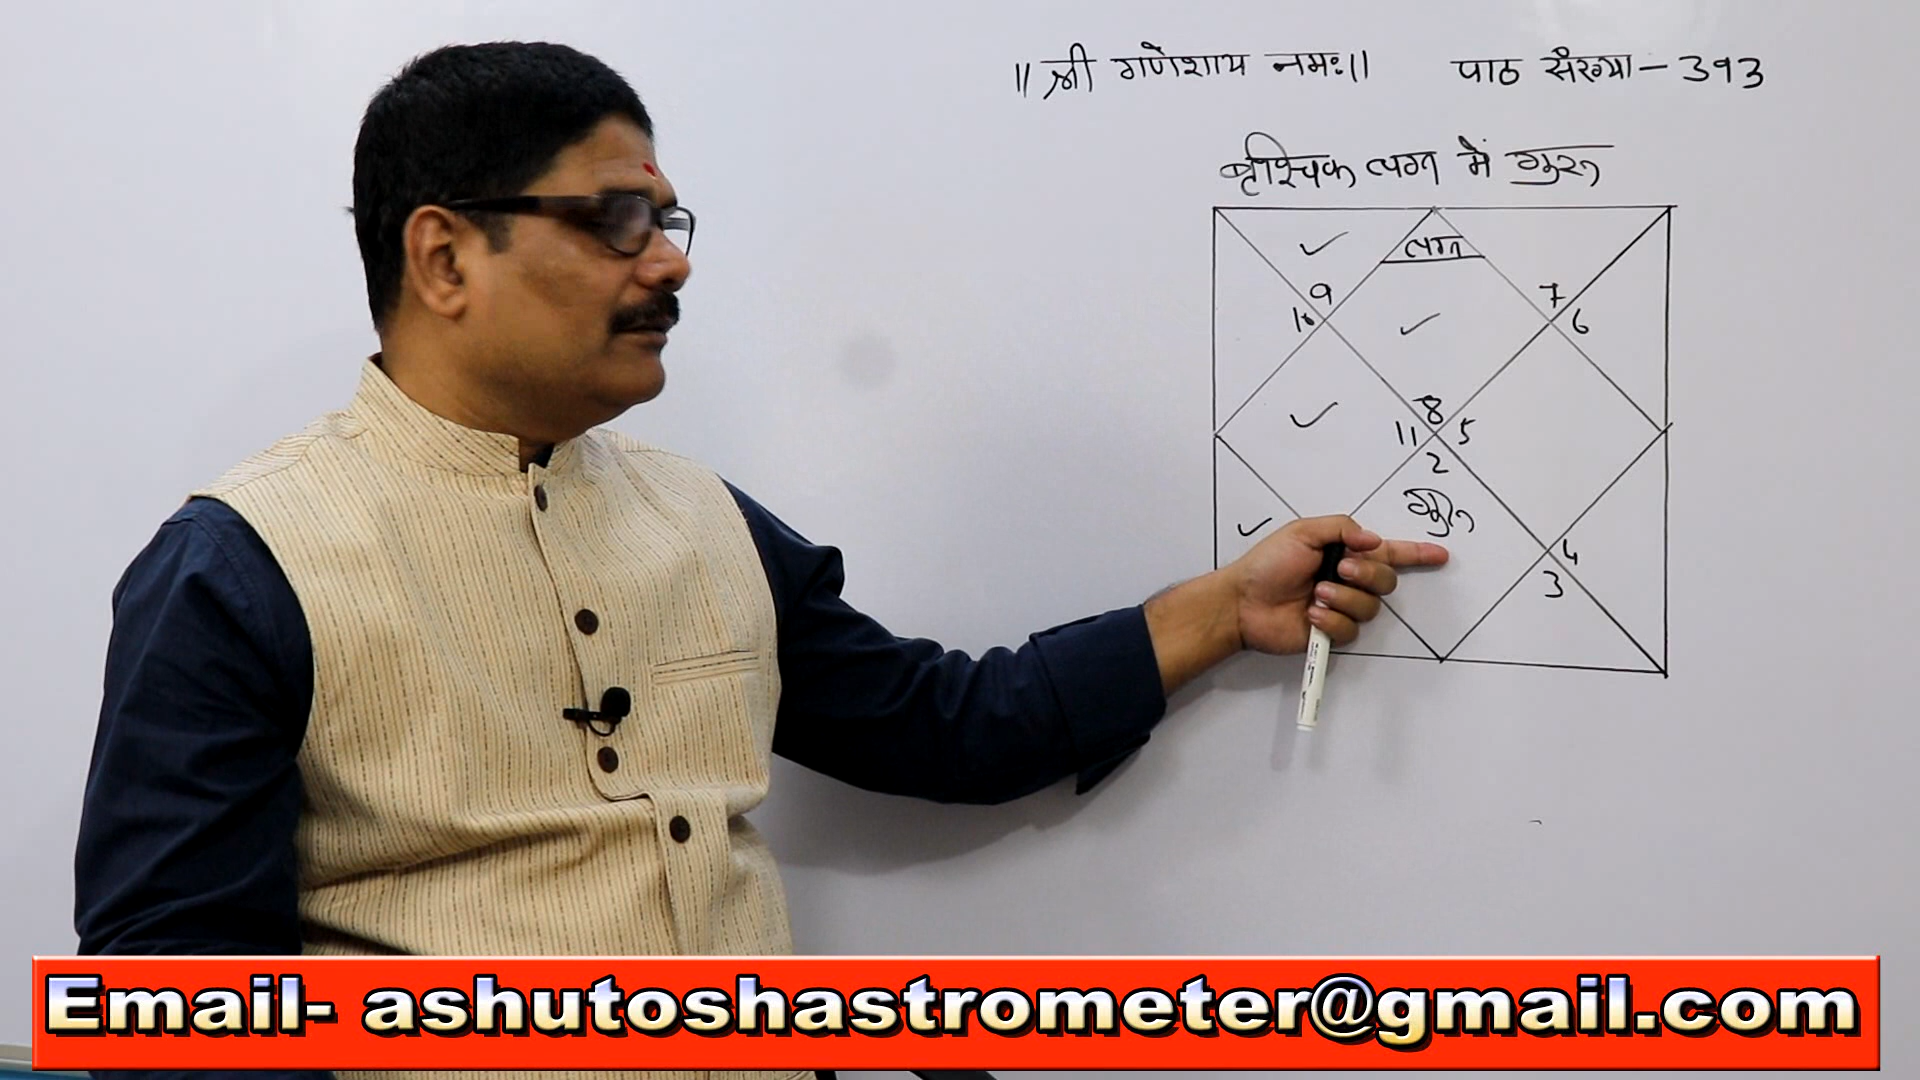 ॥ श्री गणेशाय नमः॥ पाठ संख्या - 393
वृश्चिक लग्न में गुरु
लग्न
9 7
10 6
8
11 5
2
गुरु
4
3
Email- ashutoshastrometer@gmail.com